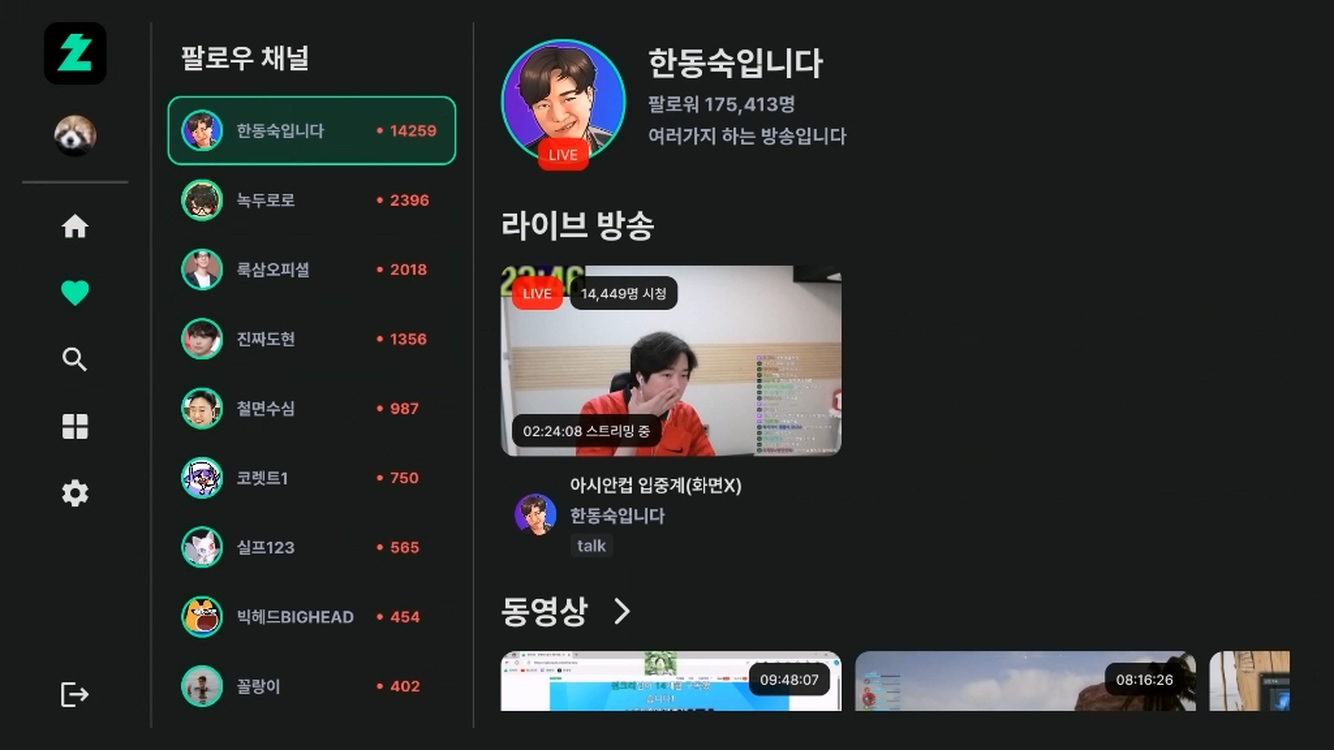 팔로우 채널
한동숙입니다 • 14259
녹두로로 • 2396
룩삼오피셜 • 2018
진짜도현 • 1356
철면수심 • 987
코렛트1 • 750
실프123 • 565
빅헤드BIGHEAD • 454
꼴랑이 • 402
한동숙입니다
팔로워 175,413명
여러가지 하는 방송입니다
LIVE
라이브 방송
23:46
LIVE 14,449명 시청
02:24:08 스트리밍 중
아시안컵 입중계(화면X)
한동숙입니다
talk
동영상
09:48:07
08:16:26